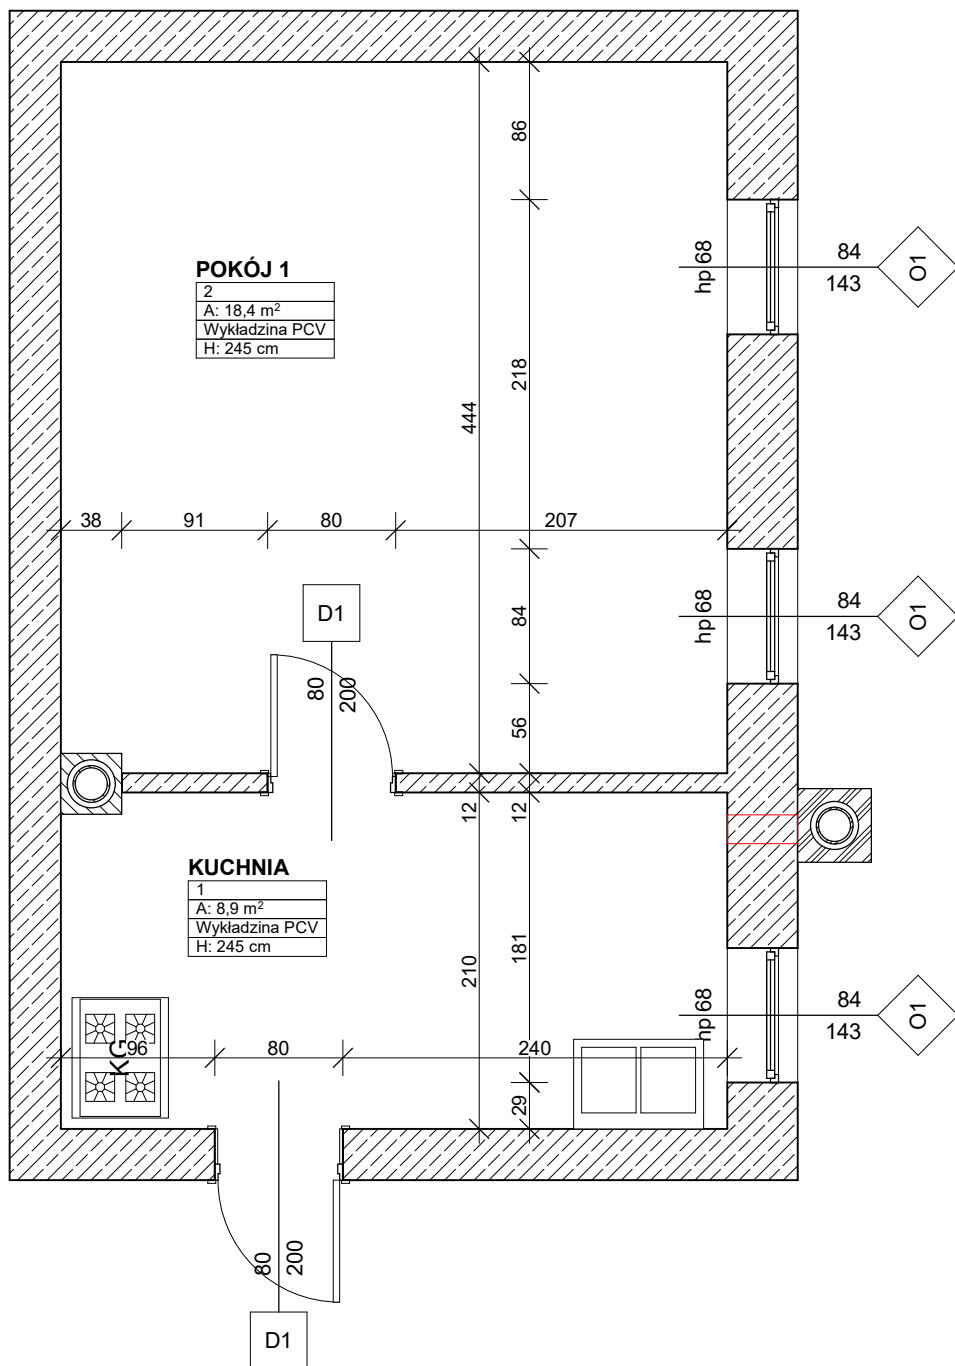 86
hp 68
84
143
O1
POKÓJ 1
2
A: 18,4 m²
Wykładzina PCV
H: 245 cm
218
444
38
91
80
207
D1
hp 68
84
143
O1
84
80
200
56
12
12
KUCHNIA
1
A: 8,9 m²
Wykładzina PCV
H: 245 cm
210
181
hp 68
84
143
O1
KG
96
80
240
29
80
200
D1